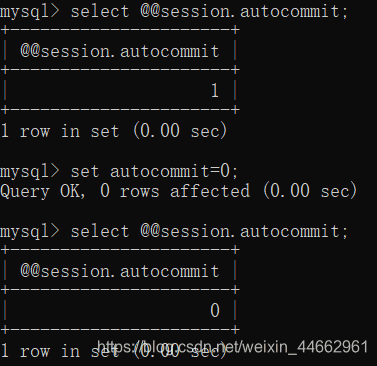 mysql> select @@session.autocommit;
+----------------------+
| @@session.autocommit |
+----------------------+
|                    1 |
+----------------------+
1 row in set (0.00 sec)
mysql> set autocommit=0;
Query OK, 0 rows affected (0.00 sec)
mysql> select @@session.autocommit;
+----------------------+
| @@session.autocommit |
+----------------------+
|                    0 |
+----------------------+
1 row in set (0.00 sec)
https://blog.csdn.net/weixin_44662961